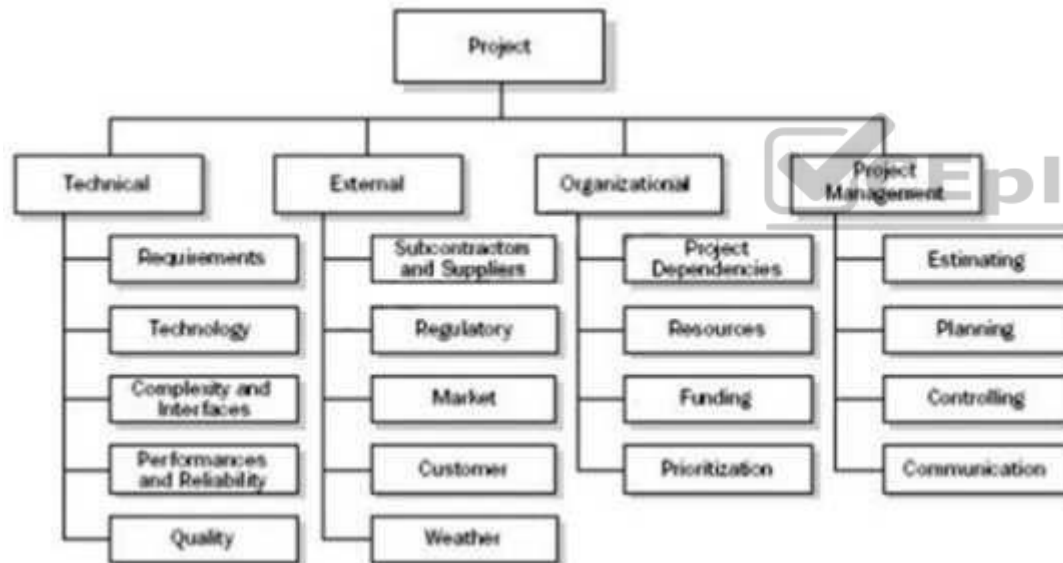 Project
Technical
External
Organizational
Project
Management
Requirements
Technology
Complexity and
Interfaces
Performances
and Reliability
Quality
Subcontractors
and Suppliers
Regulatory
Market
Customer
Weather
Project
Dependencies
Resources
Funding
Prioritization
Estimating
Planning
Controlling
Communication
Epl